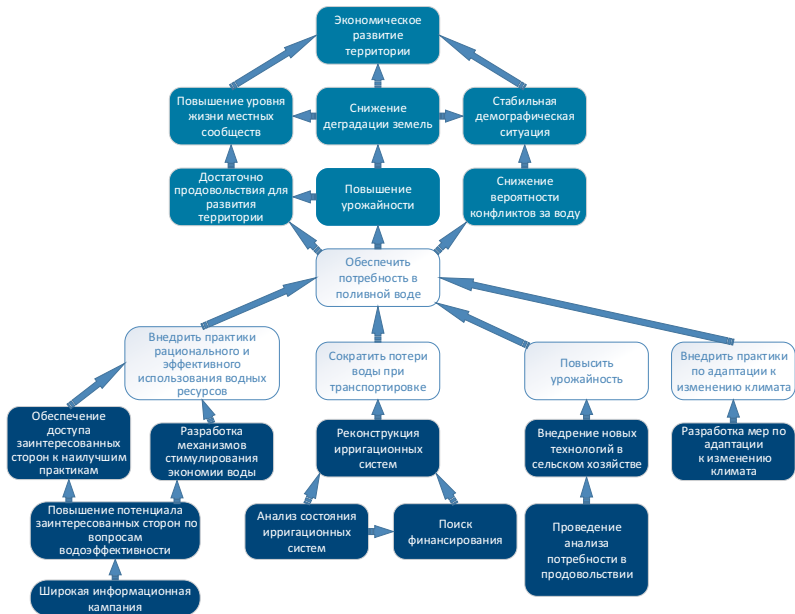 Экономическое
развитие
территории
Повышение уровня
жизни местных
сообществ
Снижение
деградации земель
Стабильная
демографическая
ситуация
Достаточно
продовольствия для
развития
территории
Повышение
урожайности
Снижение
вероятности
конфликтов за воду
Обеспечить
потребность в
поливной воде
Внедрить практики
рационального и
эффективного
использования водных
ресурсов
Сократить потери
воды при
транспортировке
Повысить
урожайность
Внедрить практики
по адаптации к
изменению климата
Обеспечение
доступа
заинтересованных
сторон к наилучшим
практикам
Разработка
механизмов
стимулирования
экономии воды
Реконструкция
ирригационных
систем
Внедрение новых
технологий в
сельском хозяйстве
Разработка мер по
адаптации
к изменению
климата
Повышение потенциала
заинтересованных сторон по
вопросам
водоэффективности
Анализ состояния
ирригационных
систем
Поиск
финансирования
Проведение
анализа
потребности в
продовольствии
Широкая информационная
кампания